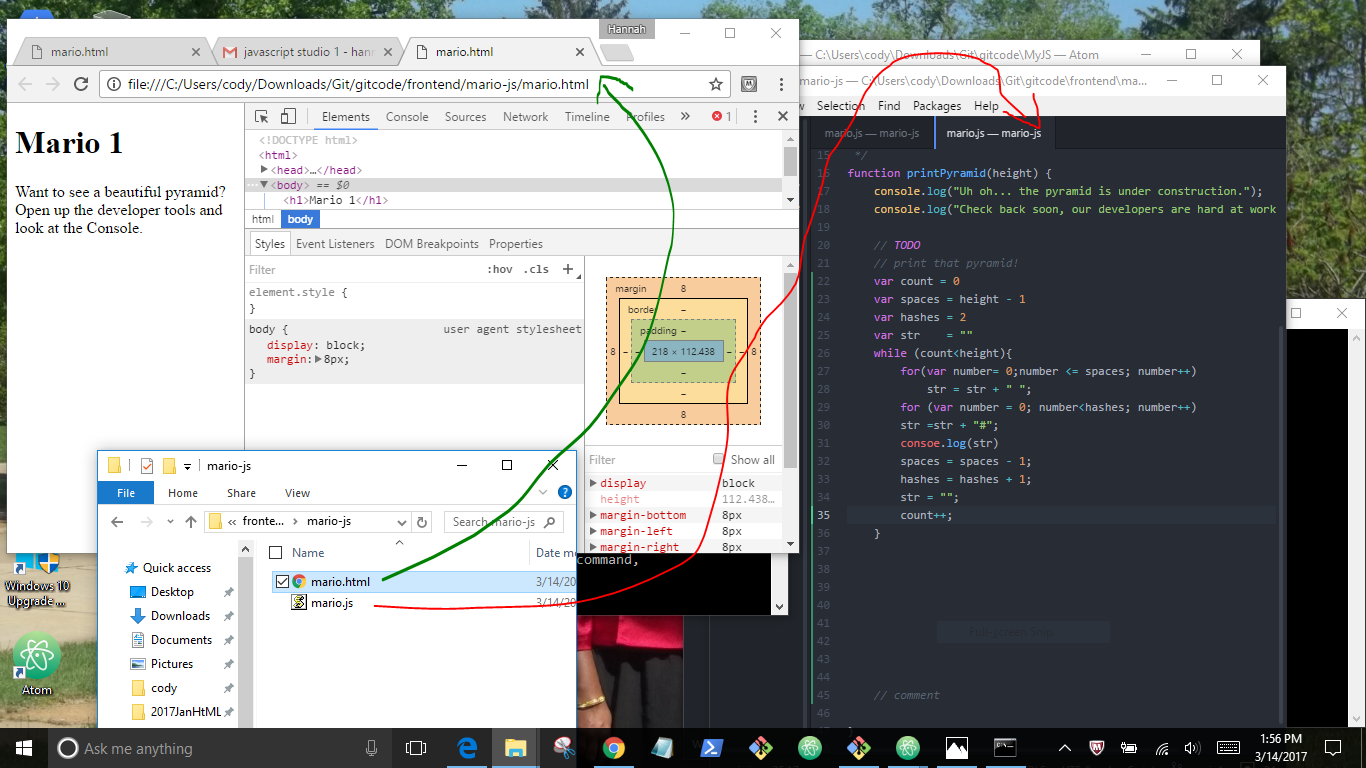 Hannah
mario.html
javascript studio 1 - hann
mario.html
file:///C:/Users/cody/Downloads/Git/gitcode/frontend/mario-js/mario.html
Mario 1
Want to see a beautiful pyramid?
Open up the developer tools and
look at the Console.
Elements Console Sources Network Timeline Profiles » 1
<!DOCTYPE html>
<html>
<head>…</head>
<body> == $0
<h1>Mario 1</h1>
html body
Styles Event Listeners DOM Breakpoints Properties
Filter :hov .cls +
element.style {
}
body { user agent stylesheet
display: block;
margin: 8px;
}
margin 8
border –
padding –
8 – – 218 × 112.438 – – 8
–
–
8
Filter Show all
display block
height 112.438…
margin-bottom 8px
margin-left 8px
margin-right 8px
mario-js
File Home Share View
« fronte... > mario-js
Search mario-js
Quick access
Desktop
Downloads
Documents
Pictures
cody
2017JanHtML
Name Date mo
mario.html 3/14/20
mario.js 3/14/20
command,
— C:\Users\cody\Downloads\Git\gitcode\MyJS — Atom
mario-js — C:\Users\cody\Downloads\Git\gitcode\frontend\ma...
w Selection Find Packages Help
mario.js — mario-js
mario.js — mario-js
15 */
16 function printPyramid(height) {
17 console.log("Uh oh... the pyramid is under construction.");
18 console.log("Check back soon, our developers are hard at work
19
20 // TODO
21 // print that pyramid!
22 var count = 0
23 var spaces = height - 1
24 var hashes = 2
25 var str = ""
26 while (count<height){
27 for(var number= 0;number <= spaces; number++)
28 str = str + " ";
29 for (var number = 0; number<hashes; number++)
30 str =str + "#";
31 consoe.log(str)
32 spaces = spaces - 1;
33 hashes = hashes + 1;
34 str = "";
35 count++;
36 }
37
38
39
40
41
42
43
44
45 // comment
46
Full-screen Snip
Windows 10
Upgrade ...
Atom
Ask me anything
1:56 PM
3/14/2017